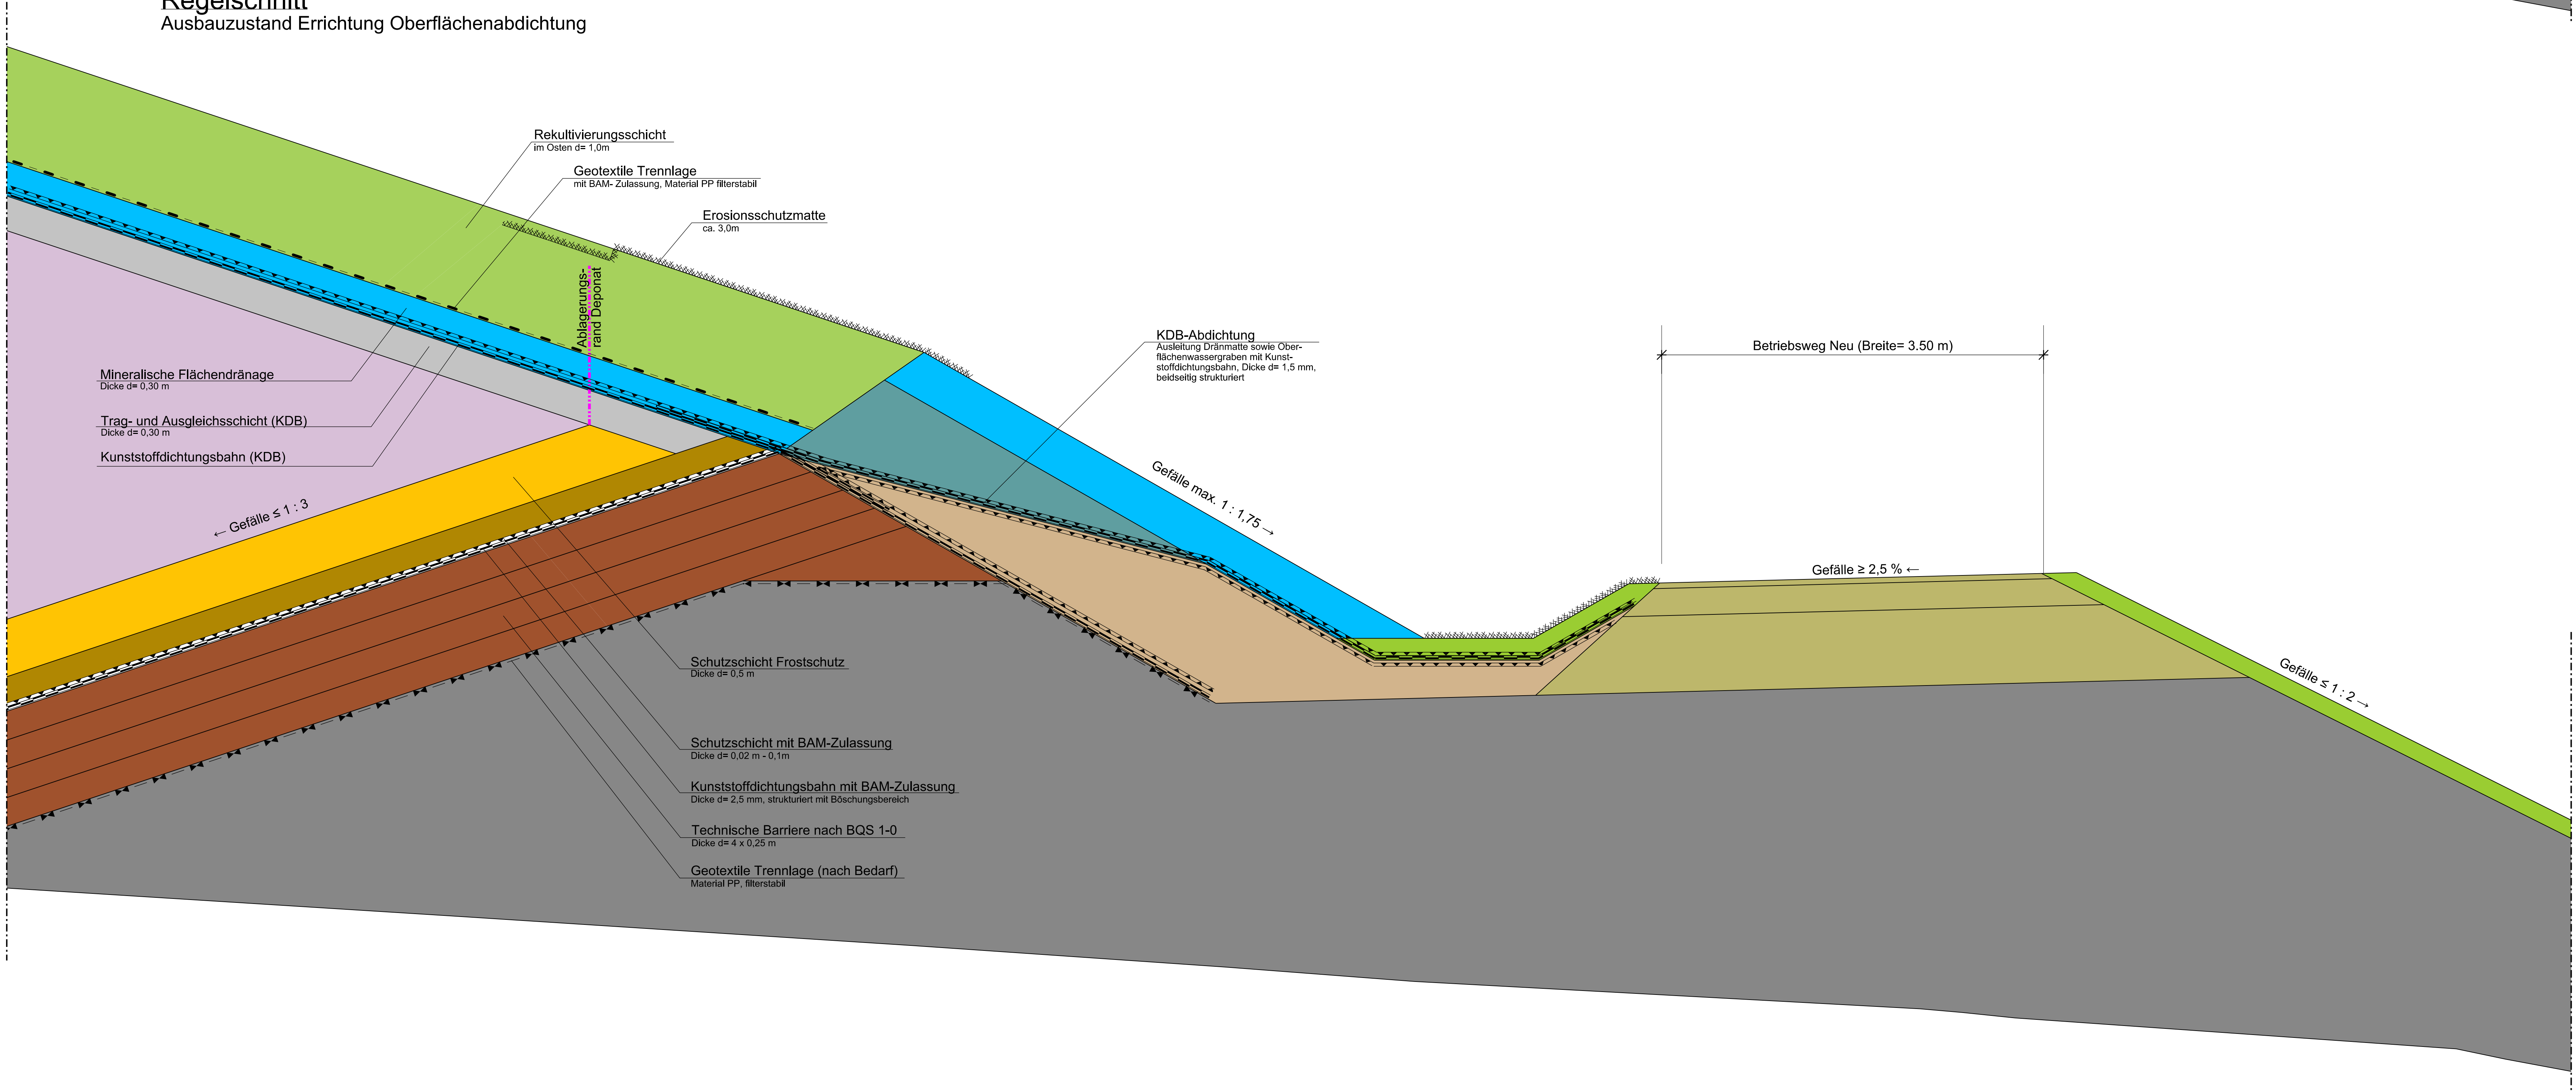 Regelschnitt
Ausbauzustand Errichtung Oberflächenabdichtung
Rekultivierungsschicht
im Osten d= 1,0m
Geotextile Trennlage
mit BAM- Zulassung, Material PP filterstabil
Erosionsschutzmatte
ca. 3,0m
Ablagerungs-
rand Deponat
KDB-Abdichtung
Ausleitung Dränmatte sowie Ober-
flächenwassergraben mit Kunst-
stoffdichtungsbahn, Dicke d= 1,5 mm,
beidseitig strukturiert
Betriebsweg Neu (Breite= 3.50 m)
Mineralische Flächendränage
Dicke d= 0,30 m
Trag- und Ausgleichsschicht (KDB)
Dicke d= 0,30 m
Kunststoffdichtungsbahn (KDB)
← Gefälle ≤ 1 : 3
Gefälle max. 1 : 1,75 →
Gefälle ≥ 2,5 % ←
Gefälle ≤ 1 : 2 →
Schutzschicht Frostschutz
Dicke d= 0,5 m
Schutzschicht mit BAM-Zulassung
Dicke d= 0,02 m - 0,1m
Kunststoffdichtungsbahn mit BAM-Zulassung
Dicke d= 2,5 mm, strukturiert mit Böschungsbereich
Technische Barriere nach BQS 1-0
Dicke d= 4 x 0,25 m
Geotextile Trennlage (nach Bedarf)
Material PP, filterstabil